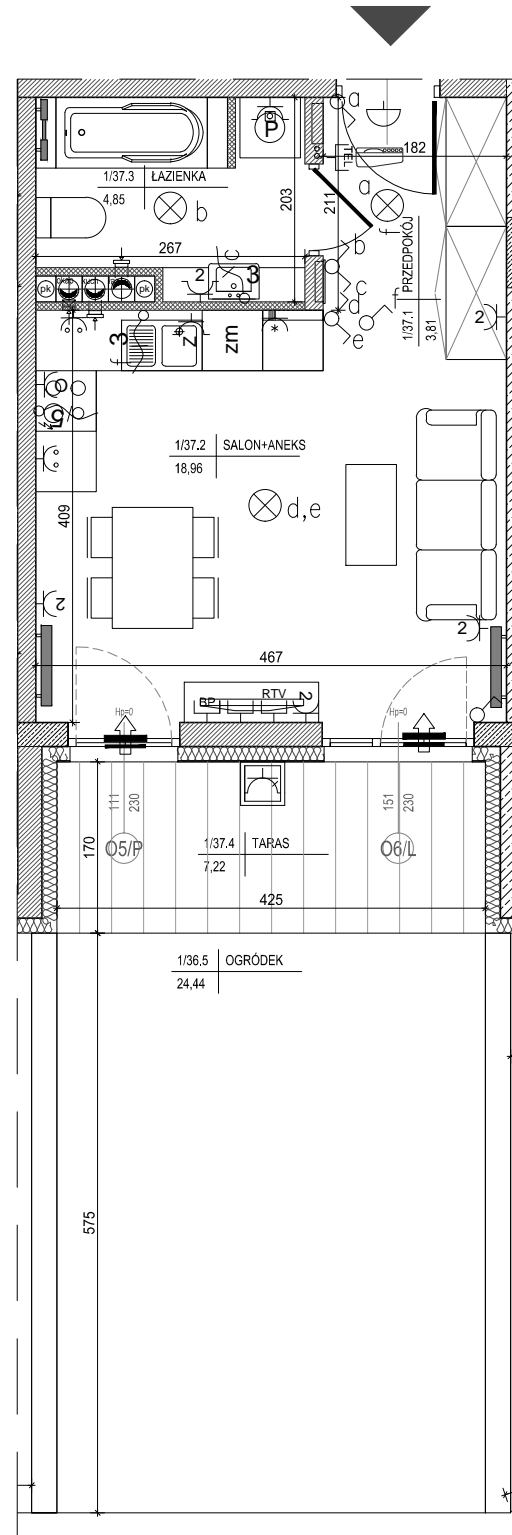 a
P
TEL
182
1/37.3 ŁAZIENKA
4,85
b
203
211
a
f
1/37.1 PRZEDPOKÓJ
3,81
267
b
c
2
3
c
pk
pk
d
f
e
2
3
f
z
zm
*
5
1/37.2 SALON+ANEKS
18,96
d,e
409
2
2
467
Hp=0
BP
RTV
2
Hp=0
111
230
151
230
170
O5/P
1/37.4 TARAS
7,22
O6/L
425
1/36,5 OGRÓDEK
24,44
575